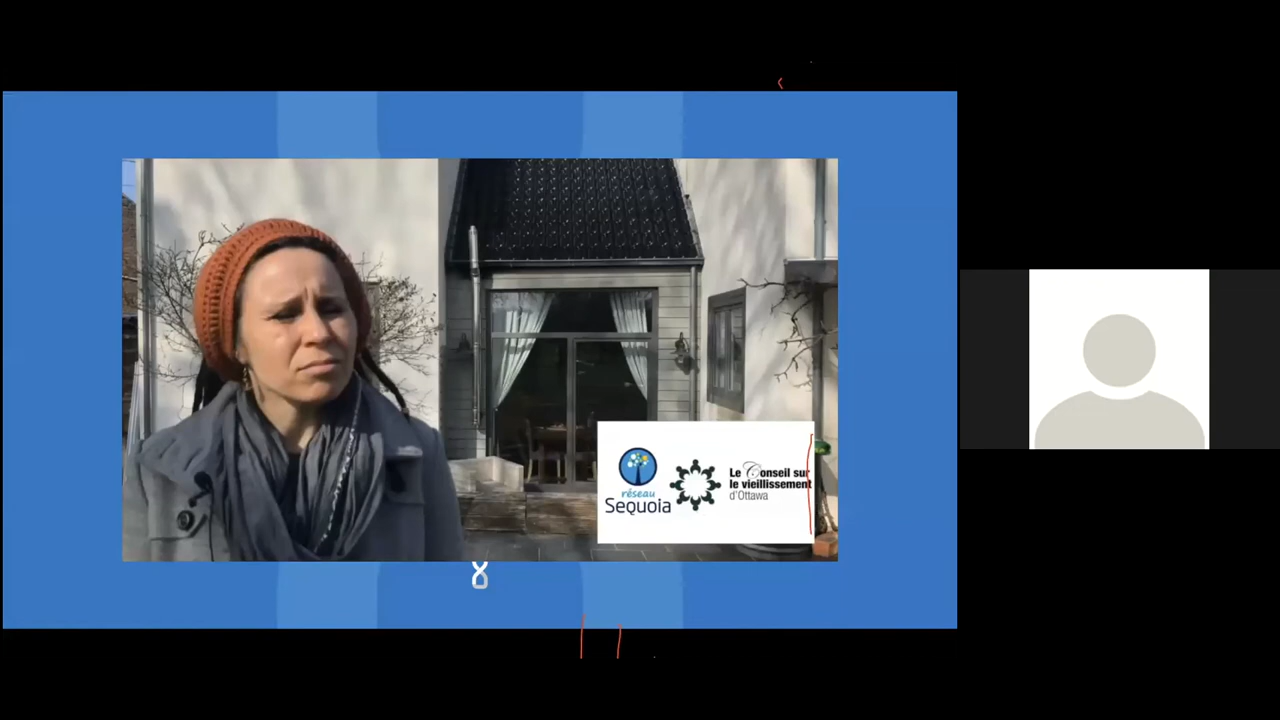 réseau
Sequoia
Le Conseil sur
le vieillissement
d'Ottawa